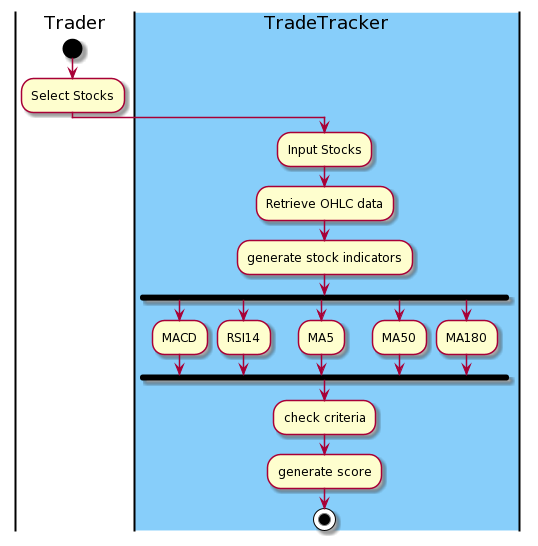 Trader
TradeTracker
Select Stocks
Input Stocks
Retrieve OHLC data
generate stock indicators
MACD
RSI14
MA5
MA50
MA180
check criteria
generate score